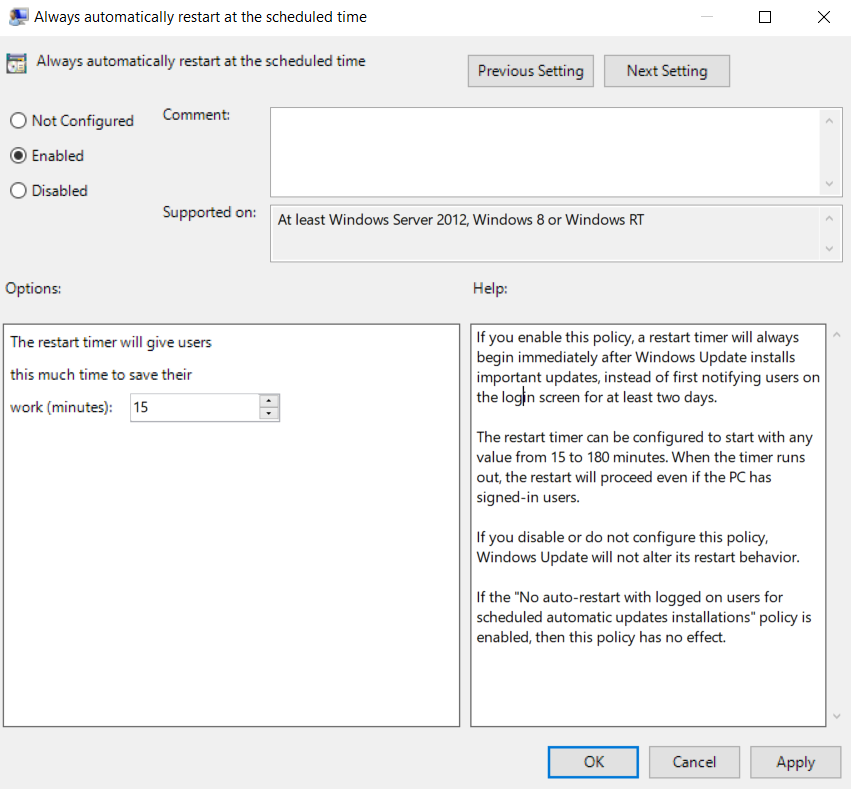 Always automatically restart at the scheduled time
Always automatically restart at the scheduled time
Previous Setting
Next Setting
Not Configured
Enabled
Disabled
Comment:
Supported on:
At least Windows Server 2012, Windows 8 or Windows RT
Options:
Help:
The restart timer will give users
this much time to save their
work (minutes):
15
If you enable this policy, a restart timer will always
begin immediately after Windows Update installs
important updates, instead of first notifying users on
the login screen for at least two days.
The restart timer can be configured to start with any
value from 15 to 180 minutes. When the timer runs
out, the restart will proceed even if the PC has
signed-in users.
If you disable or do not configure this policy,
Windows Update will not alter its restart behavior.
If the "No auto-restart with logged on users for
scheduled automatic updates installations" policy is
enabled, then this policy has no effect.
OK
Cancel
Apply